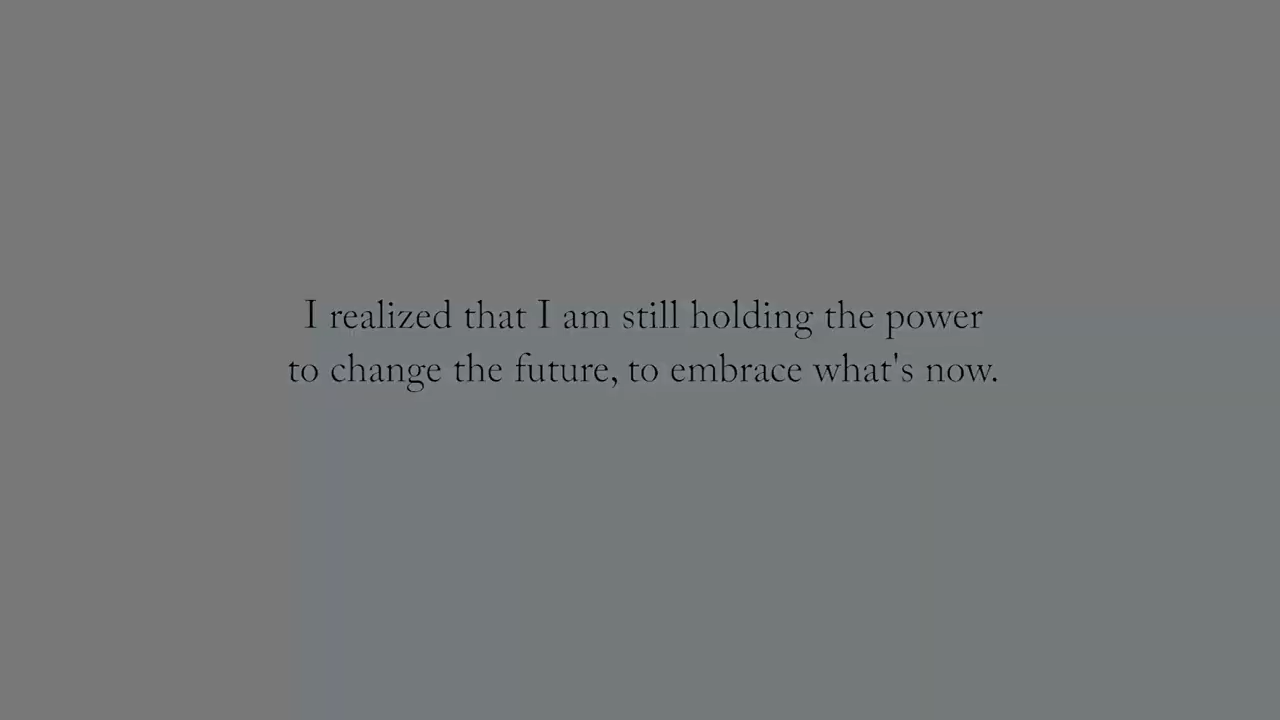 I realized that I am still holding the power
to change the future, to embrace what's now.